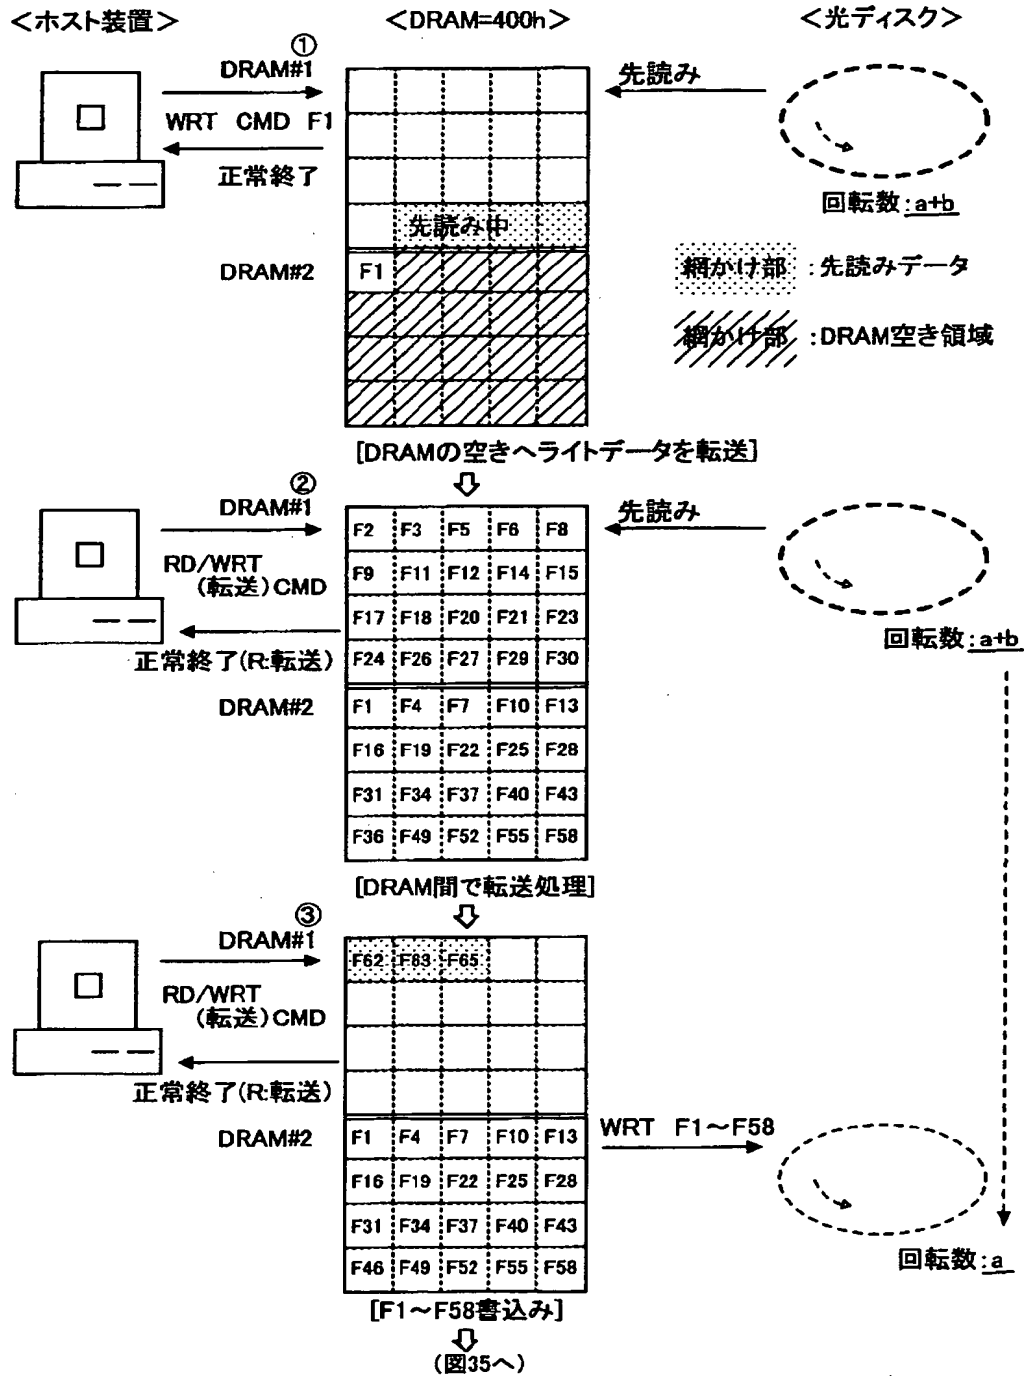 <ホスト装置> <DRAM=400h> <光ディスク>
①
DRAM#1
WRT CMD F1
正常終了
先読み
回転数:a+b
先読み中
DRAM#2
F1
網かけ部 :先読みデータ
網かけ部 :DRAM空き領域
[DRAMの空きへライトデータを転送]
②
DRAM#1
RD/WRT
(転送)CMD
正常終了(R:転送)
先読み
回転数:a+b
F2 F3 F5 F6 F8
F9 F11 F12 F14 F15
F17 F18 F20 F21 F23
F24 F26 F27 F29 F30
DRAM#2
F1 F4 F7 F10 F13
F16 F19 F22 F25 F28
F31 F34 F37 F40 F43
F36 F49 F52 F55 F58
[DRAM間で転送処理]
③
DRAM#1
RD/WRT
(転送)CMD
正常終了(R:転送)
F62 F63 F65
DRAM#2
F1 F4 F7 F10 F13
F16 F19 F22 F25 F28
F31 F34 F37 F40 F43
F46 F49 F52 F55 F58
WRT F1～F58
回転数:a
[F1～F58書込み]
(図35へ)